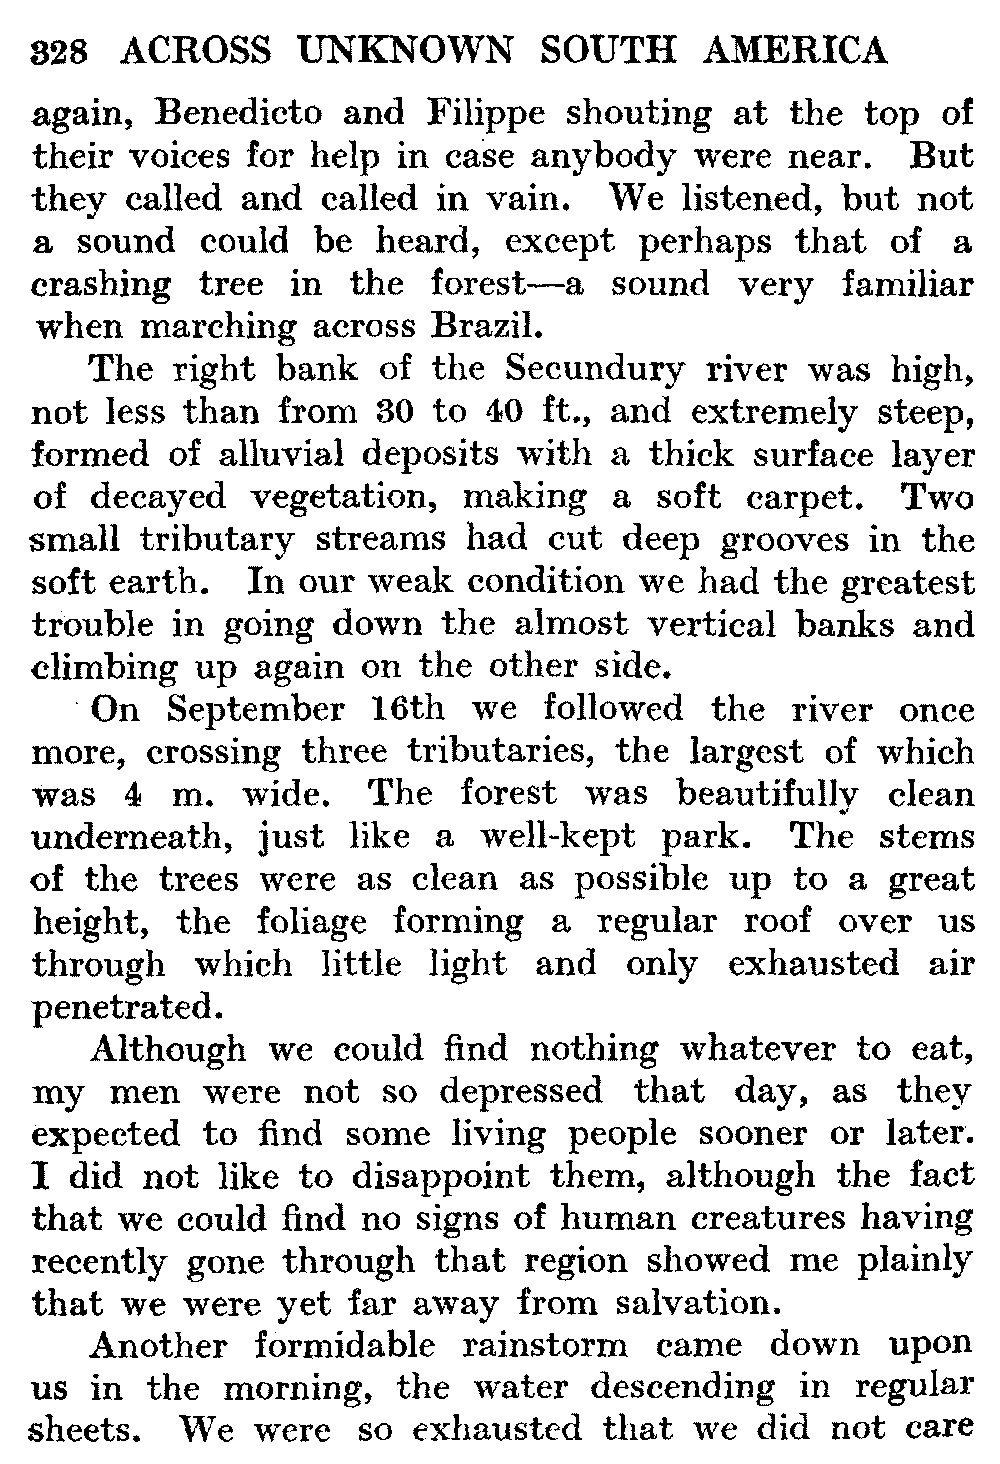 328 ACROSS UNKNOWN SOUTH AMERICA
again, Benedicto and Filippe shouting at the top of
their voices for help in case anybody were near. But
they called and called in vain. We listened, but not
a sound could be heard, except perhaps that of a
crashing tree in the forest—a sound very familiar
when marching across Brazil.
The right bank of the Secundury river was high,
not less than from 30 to 40 ft., and extremely steep,
formed of alluvial deposits with a thick surface layer
of decayed vegetation, making a soft carpet. Two
small tributary streams had cut deep grooves in the
soft earth. In our weak condition we had the greatest
trouble in going down the almost vertical banks and
climbing up again on the other side.
On September 16th we followed the river once
more, crossing three tributaries, the largest of which
was 4 m. wide. The forest was beautifully clean
underneath, just like a well-kept park. The stems
of the trees were as clean as possible up to a great
height, the foliage forming a regular roof over us
through which little light and only exhausted air
penetrated.
Although we could find nothing whatever to eat,
my men were not so depressed that day, as they
expected to find some living people sooner or later.
I did not like to disappoint them, although the fact
that we could find no signs of human creatures having
recently gone through that region showed me plainly
that we were yet far away from salvation.
Another formidable rainstorm came down upon
us in the morning, the water descending in regular
sheets. We were so exhausted that we did not care